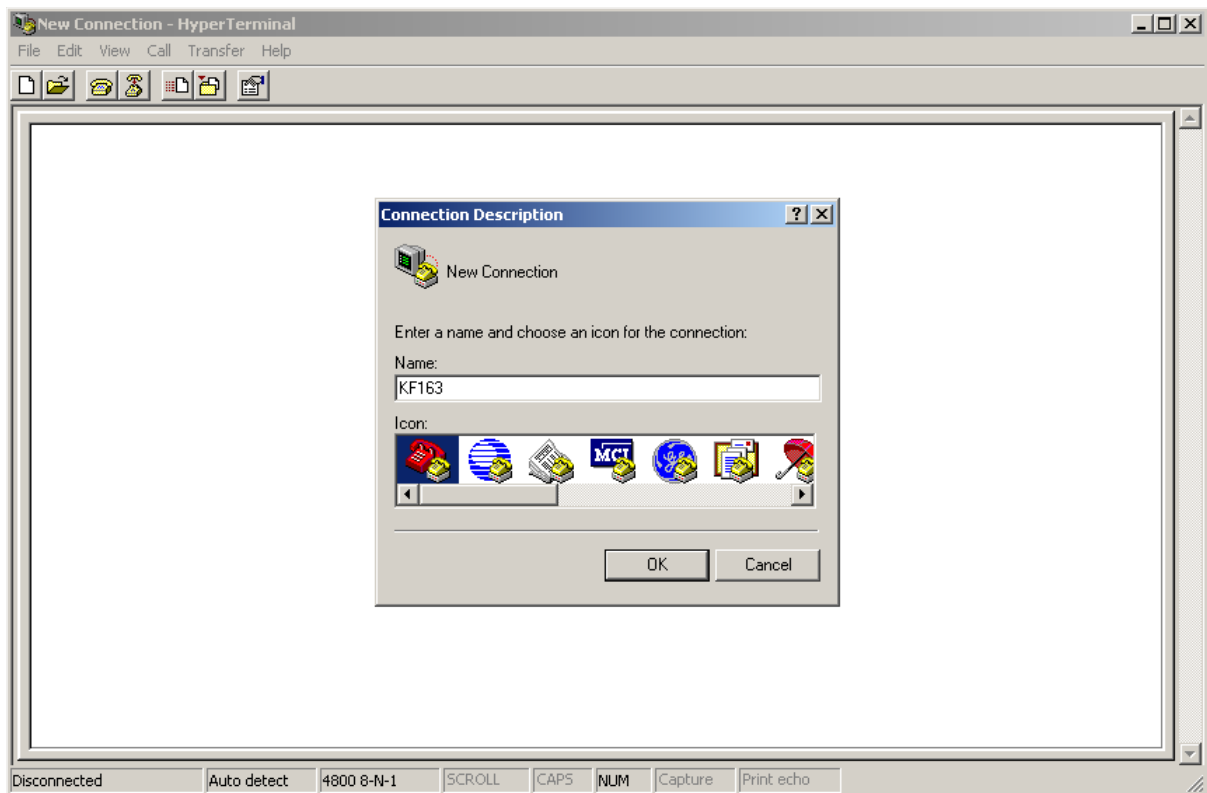 New Connection - HyperTerminal
File Edit View Call Transfer Help
Connection Description
New Connection
Enter a name and choose an icon for the connection:
Name:
KF163
Icon:
MCI
OK Cancel
Disconnected Auto detect 4800 8-N-1 SCROLL CAPS NUM Capture Print echo